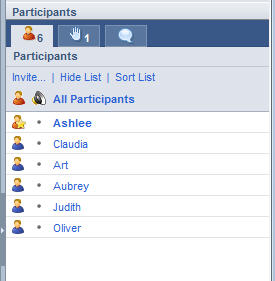 Participants
6 1
Participants
Invite... | Hide List | Sort List
All Participants
Ashlee
Claudia
Art
Aubrey
Judith
Oliver